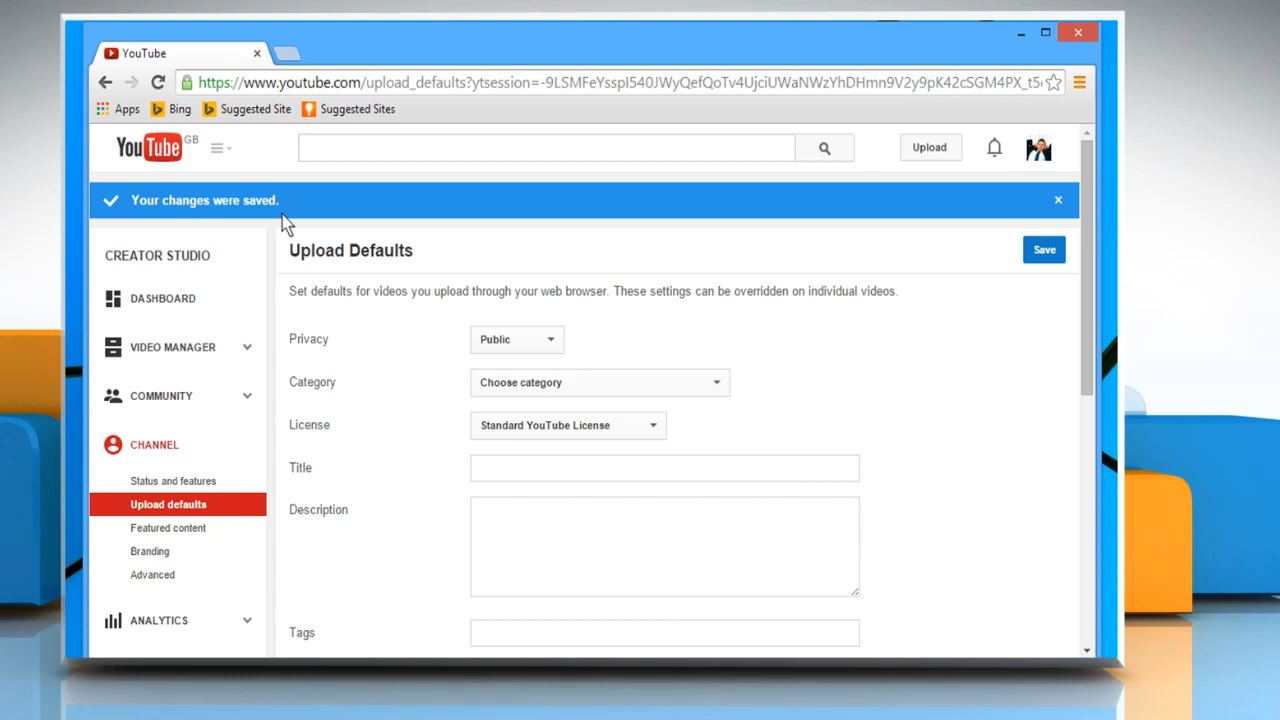 YouTube
https://www.youtube.com/upload_defaults?ytsession=-9LSMFeYsspI540JWyQefQoTv4UjciUWaNWzYhDHmn9V2y9pK42cSGM4PX_t5
Apps Bing Suggested Site Suggested Sites
YouTube GB Upload
Your changes were saved.
CREATOR STUDIO
DASHBOARD
VIDEO MANAGER
COMMUNITY
CHANNEL
Status and features
Upload defaults
Featured content
Branding
Advanced
ANALYTICS
Upload Defaults Save
Set defaults for videos you upload through your web browser. These settings can be overridden on individual videos.
Privacy Public
Category Choose category
License Standard YouTube License
Title
Description
Tags